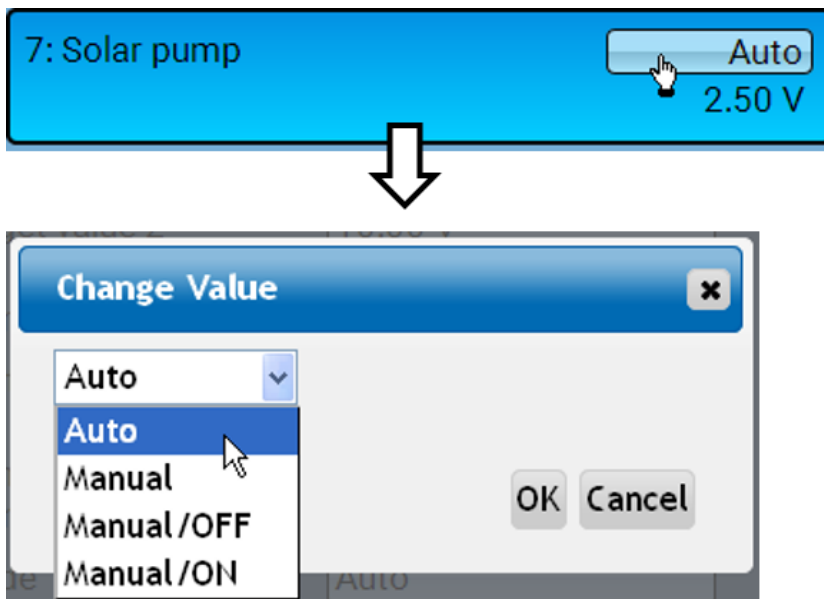 7: Solar pump Auto
2.50 V
Change Value
Auto
Auto
Manual
Manual/OFF
Manual/ON
OK Cancel
Auto